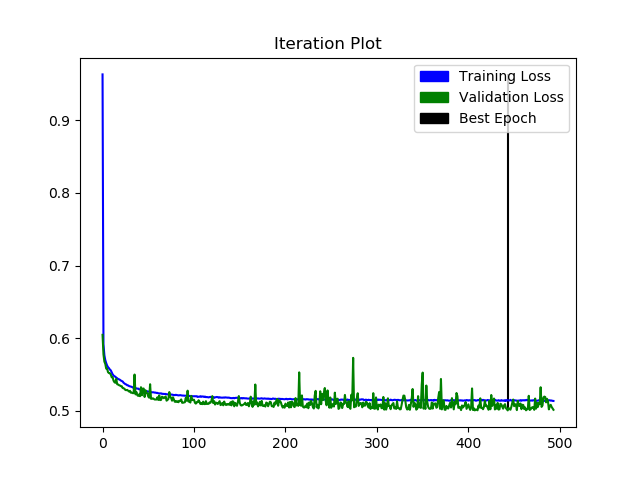 Iteration Plot
Training Loss
Validation Loss
Best Epoch
0.9
0.8
0.7
0.6
0.5
0 100 200 300 400 500